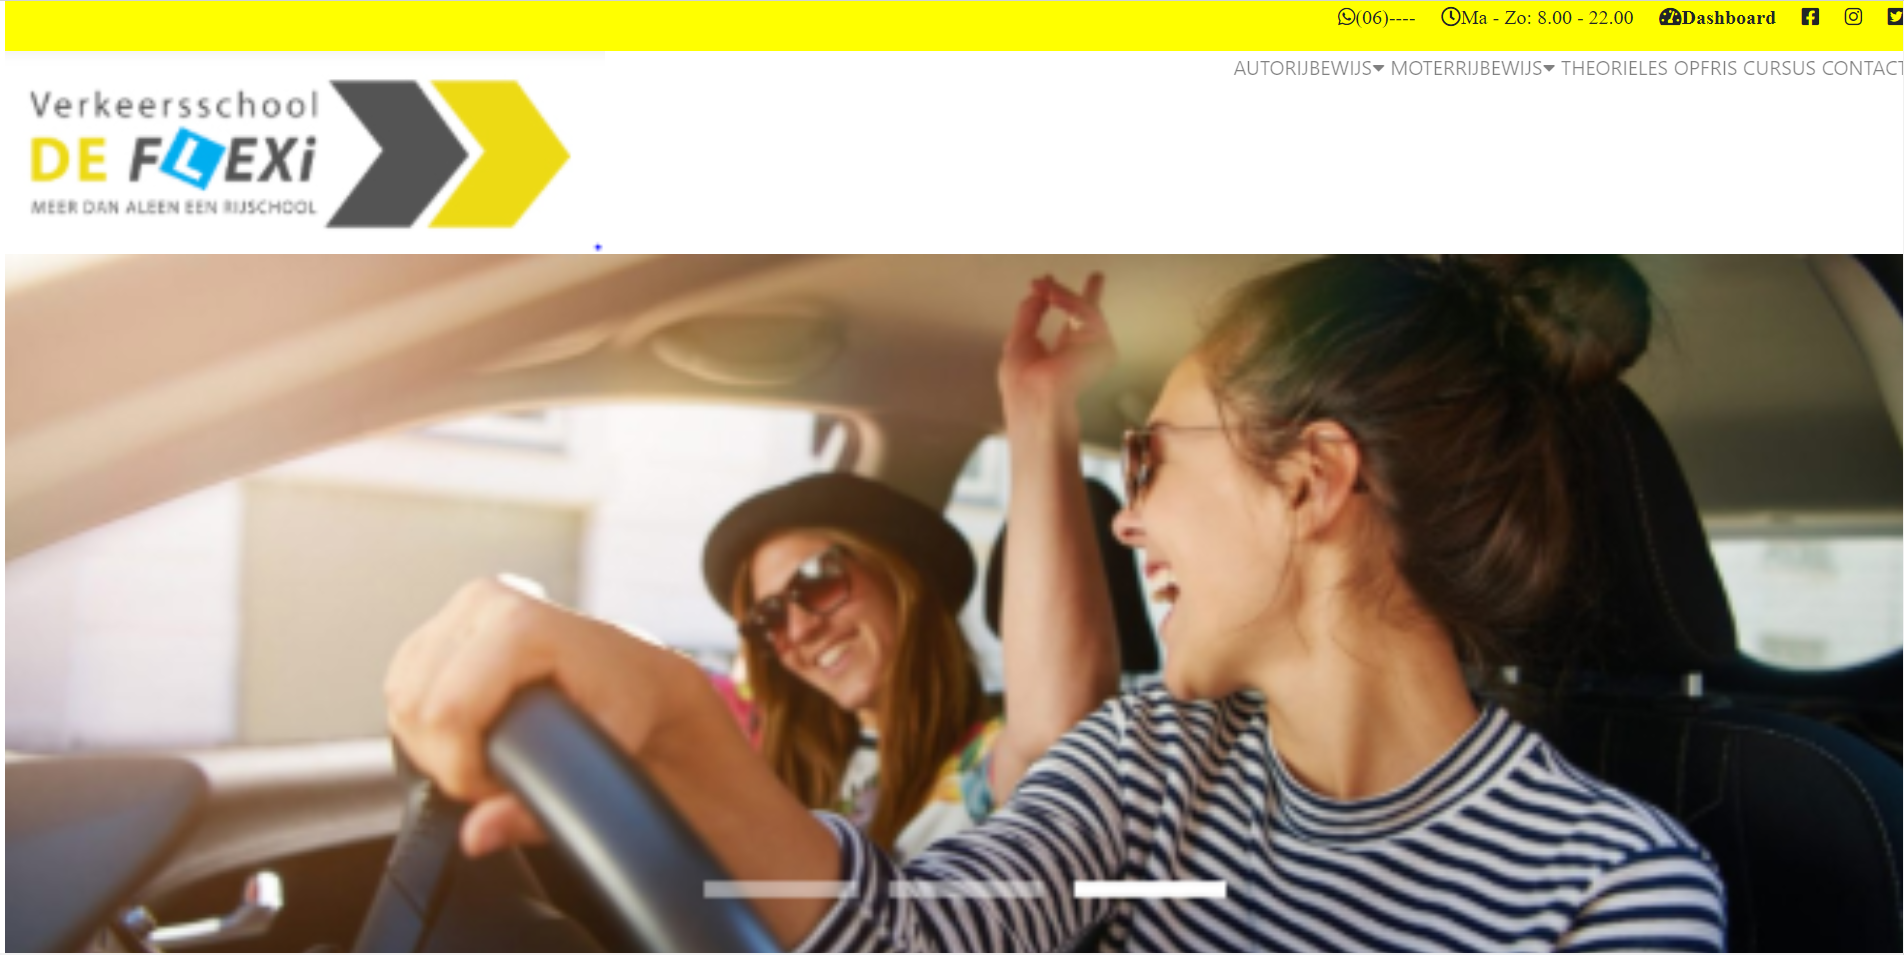 (06)---- Ma - Zo: 8.00 - 22.00 Dashboard
AUTORIJBEWIJS MOTERRIJBEWIJS THEORIELES OPFRIS CURSUS CONTACT
Verkeersschool
DE FLEXi
MEER DAN ALEEN EEN RIJSCHOOL